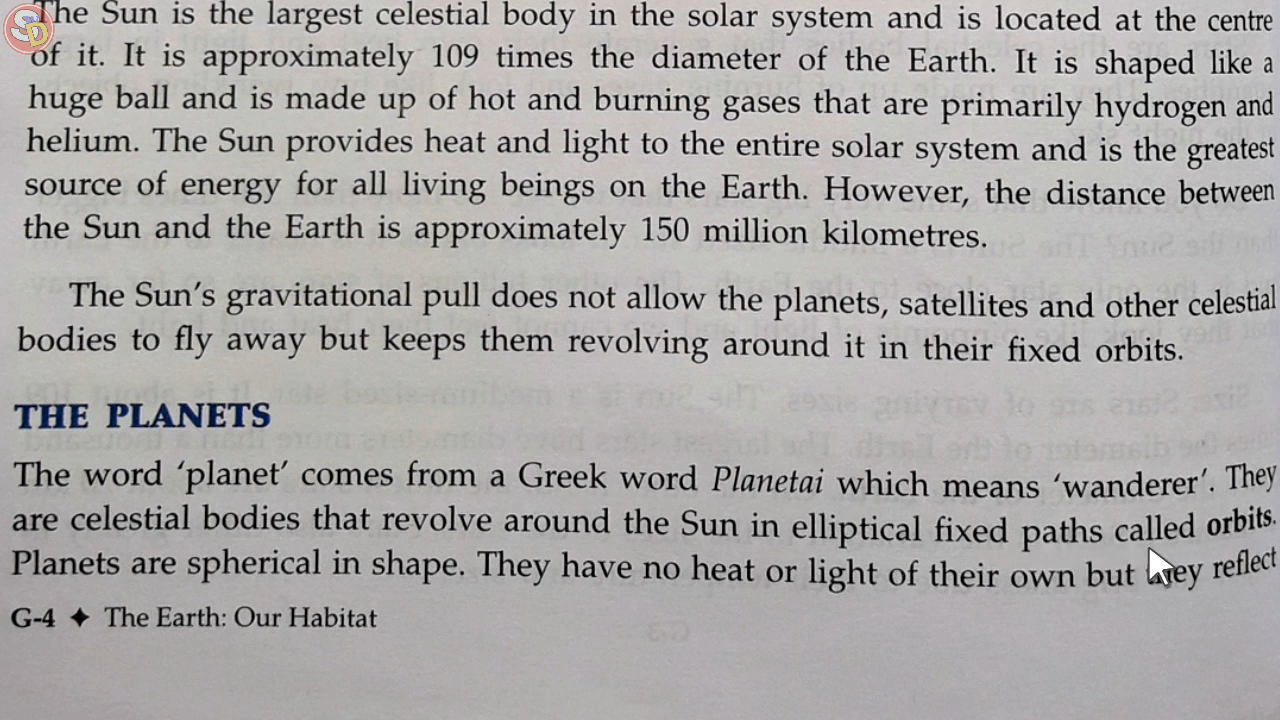 SD
The Sun is the largest celestial body in the solar system and is located at the centre
of it. It is approximately 109 times the diameter of the Earth. It is shaped like a
huge ball and is made up of hot and burning gases that are primarily hydrogen and
helium. The Sun provides heat and light to the entire solar system and is the greatest
source of energy for all living beings on the Earth. However, the distance between
the Sun and the Earth is approximately 150 million kilometres.
The Sun's gravitational pull does not allow the planets, satellites and other celestial
bodies to fly away but keeps them revolving around it in their fixed orbits.
THE PLANETS
The word 'planet' comes from a Greek word Planetai which means 'wanderer'. They
are celestial bodies that revolve around the Sun in elliptical fixed paths called orbits.
Planets are spherical in shape. They have no heat or light of their own but they reflect
G-4 ✦ The Earth: Our Habitat